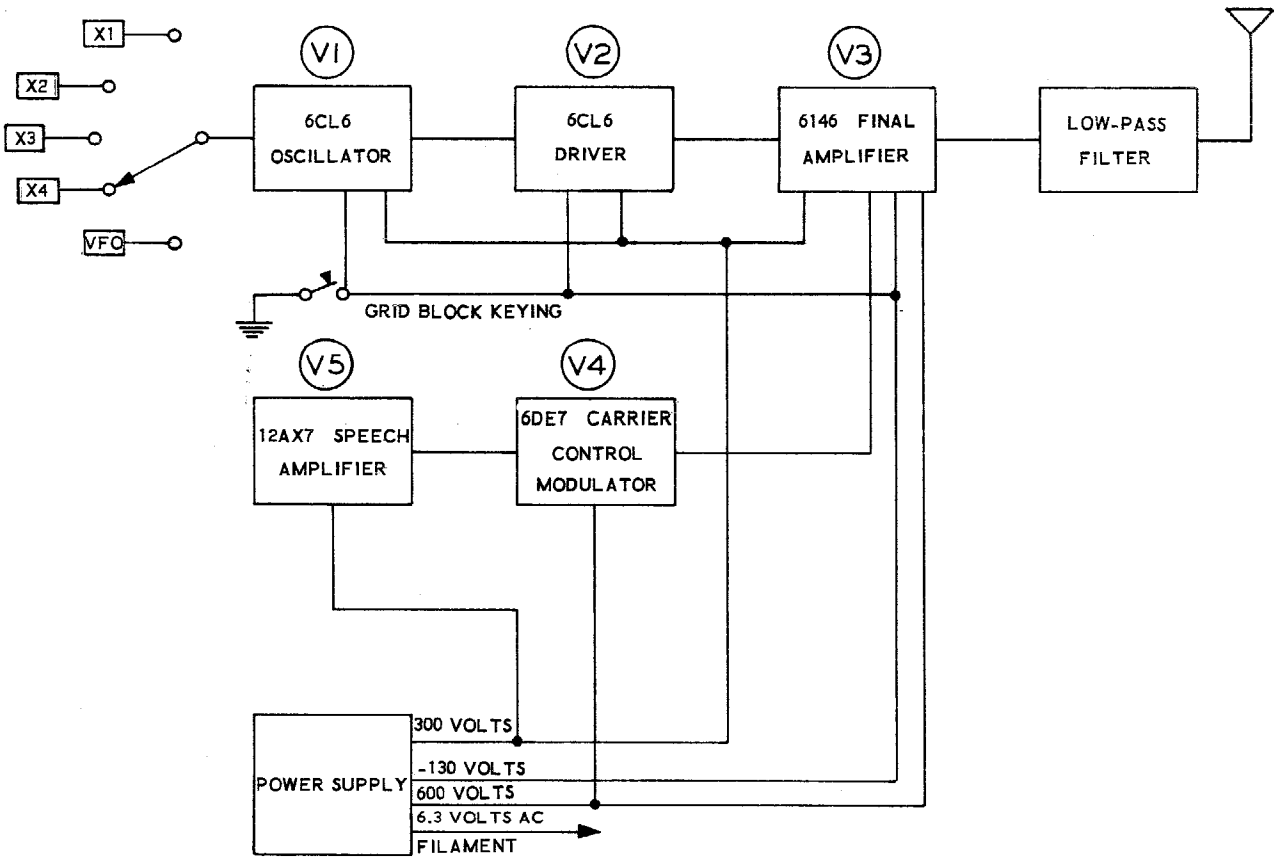 X1
X2
X3
X4
VFO
V1
6CL6
OSCILLATOR
V2
6CL6
DRIVER
V3
6146 FINAL
AMPLIFIER
LOW-PASS
FILTER
GRID BLOCK KEYING
V5
12AX7 SPEECH
AMPLIFIER
V4
6DE7 CARRIER
CONTROL
MODULATOR
POWER SUPPLY
300 VOLTS
-130 VOLTS
600 VOLTS
6.3 VOLTS AC
FILAMENT